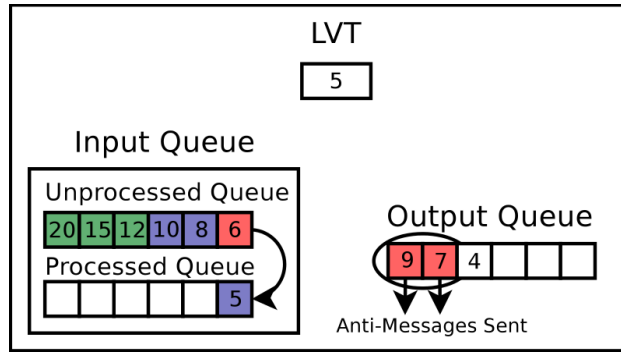 LVT
5
Input Queue
Unprocessed Queue
20 15 12 10 8 6
Processed Queue
5
Output Queue
9 7 4
Anti-Messages Sent